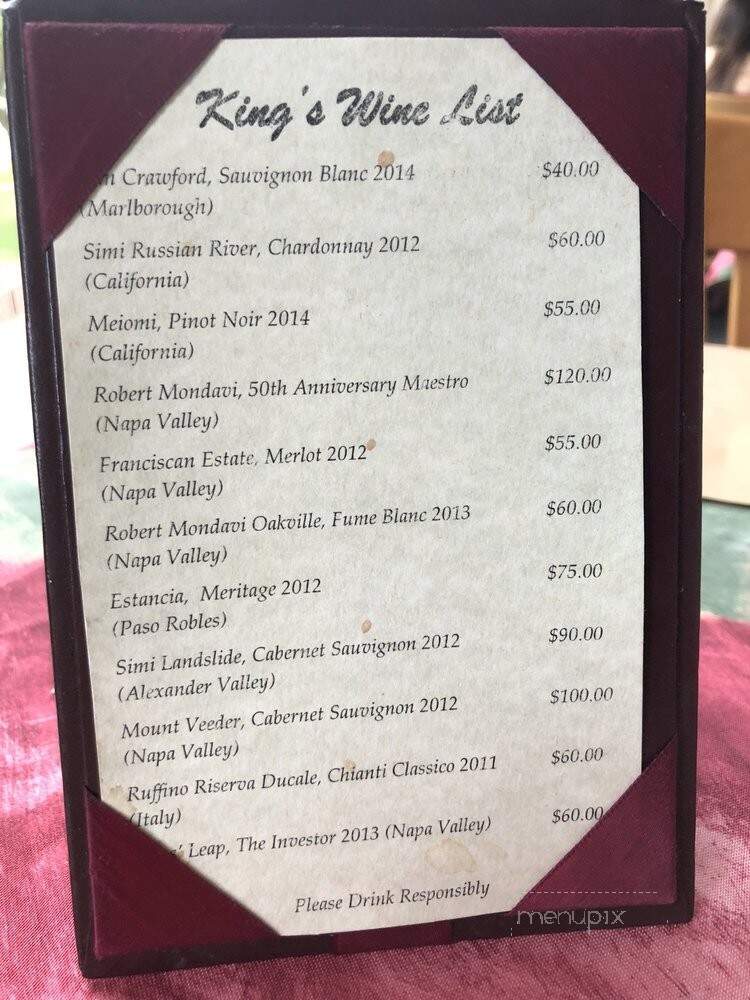 King's Wine List
Crawford, Sauvignon Blanc 2014 $40.00
(Marlborough)
Simi Russian River, Chardonnay 2012 $60.00
(California)
Meiomi, Pinot Noir 2014 $55.00
(California)
Robert Mondavi, 50th Anniversary Maestro $120.00
(Napa Valley)
Franciscan Estate, Merlot 2012 $55.00
(Napa Valley)
Robert Mondavi Oakville, Fume Blanc 2013 $60.00
(Napa Valley)
Estancia, Meritage 2012 $75.00
(Paso Robles)
Simi Landslide, Cabernet Sauvignon 2012 $90.00
(Alexander Valley)
Mount Veeder, Cabernet Sauvignon 2012 $100.00
(Napa Valley)
Ruffino Riserva Ducale, Chianti Classico 2011 $60.00
(Italy)
Leap, The Investor 2013 (Napa Valley) $60.00
Please Drink Responsibly
menupix